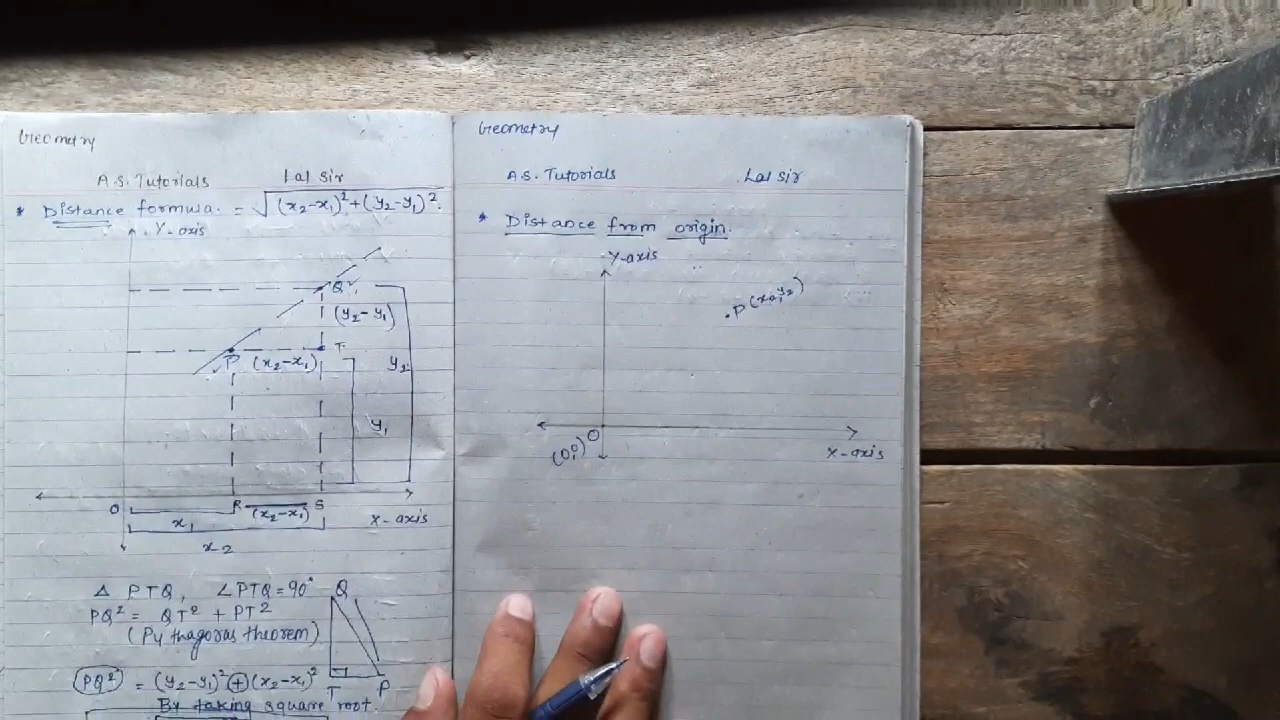 Geometry
A.S. Tutorials Lal sir
* Distance formula. = √(x₂-x₁)²+(y₂-y₁)².
Y-axis
Q
(y₂-y₁)
P (x₂-x₁) T
y₂
y₁
O R (x₂-x₁) S
x₁ X-axis
x₂
△ PTQ, ∠PTQ=90° Q
PQ² = QT² + PT²
(Pythagoras theorem)
PQ² = (y₂-y₁)²+(x₂-x₁)²
T P
By taking square root.
Geometry
A.S. Tutorials Lal sir
* Distance from origin.
Y-axis
.P
O
(0,0) X-axis